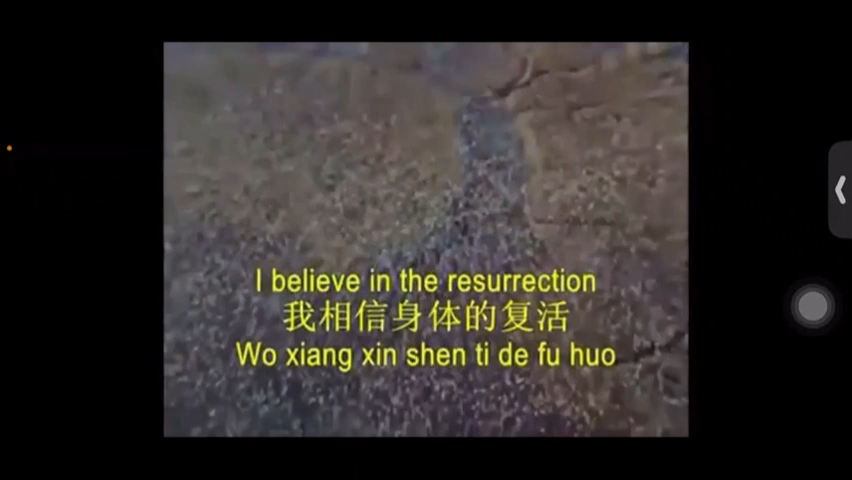 I believe in the resurrection
我相信身体的复活
Wo xiang xin shen ti de fu huo